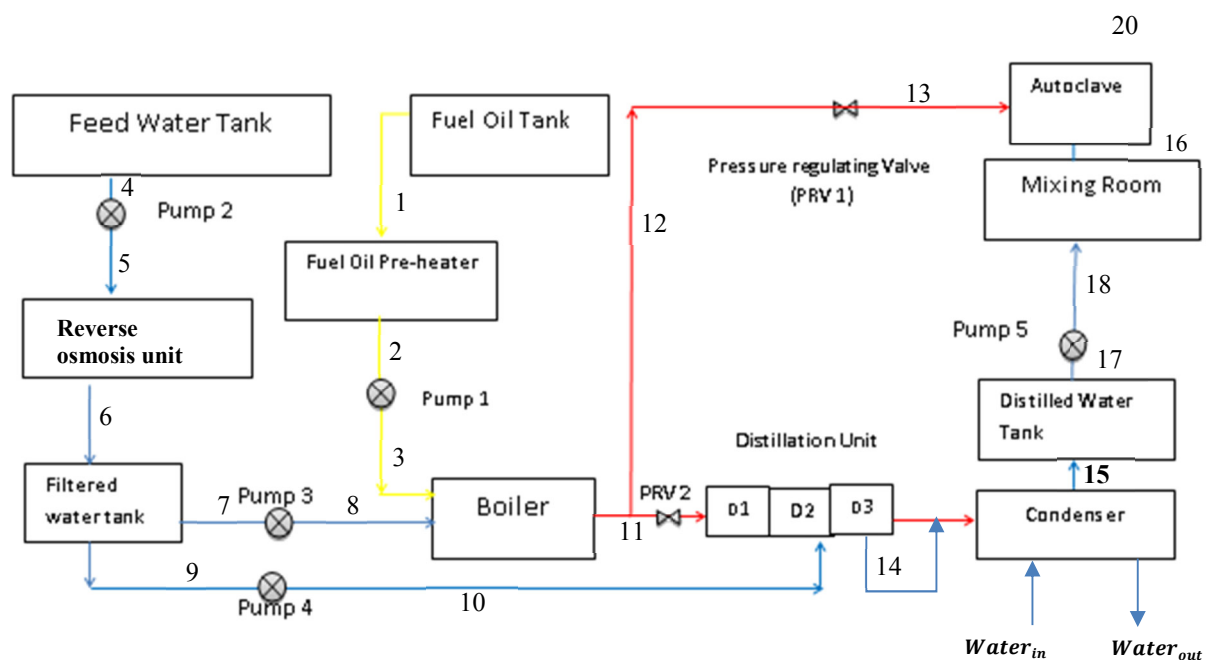 20
13
Autoclave
Feed Water Tank
Fuel Oil Tank
16
4
Pump 2
1
Pressure regulating Valve
(PRV 1)
Mixing Room
12
5
Fuel Oil Pre-heater
18
Reverse
osmosis unit
2
Pump 5
17
Pump 1
Distilled Water
Tank
6
3
Distillation Unit
15
Filtered
water tank
7
Pump 3
8
Boiler
PRV 2
11
D1
D2
D3
Condenser
9
Pump 4
10
14
Water_in
Water_out